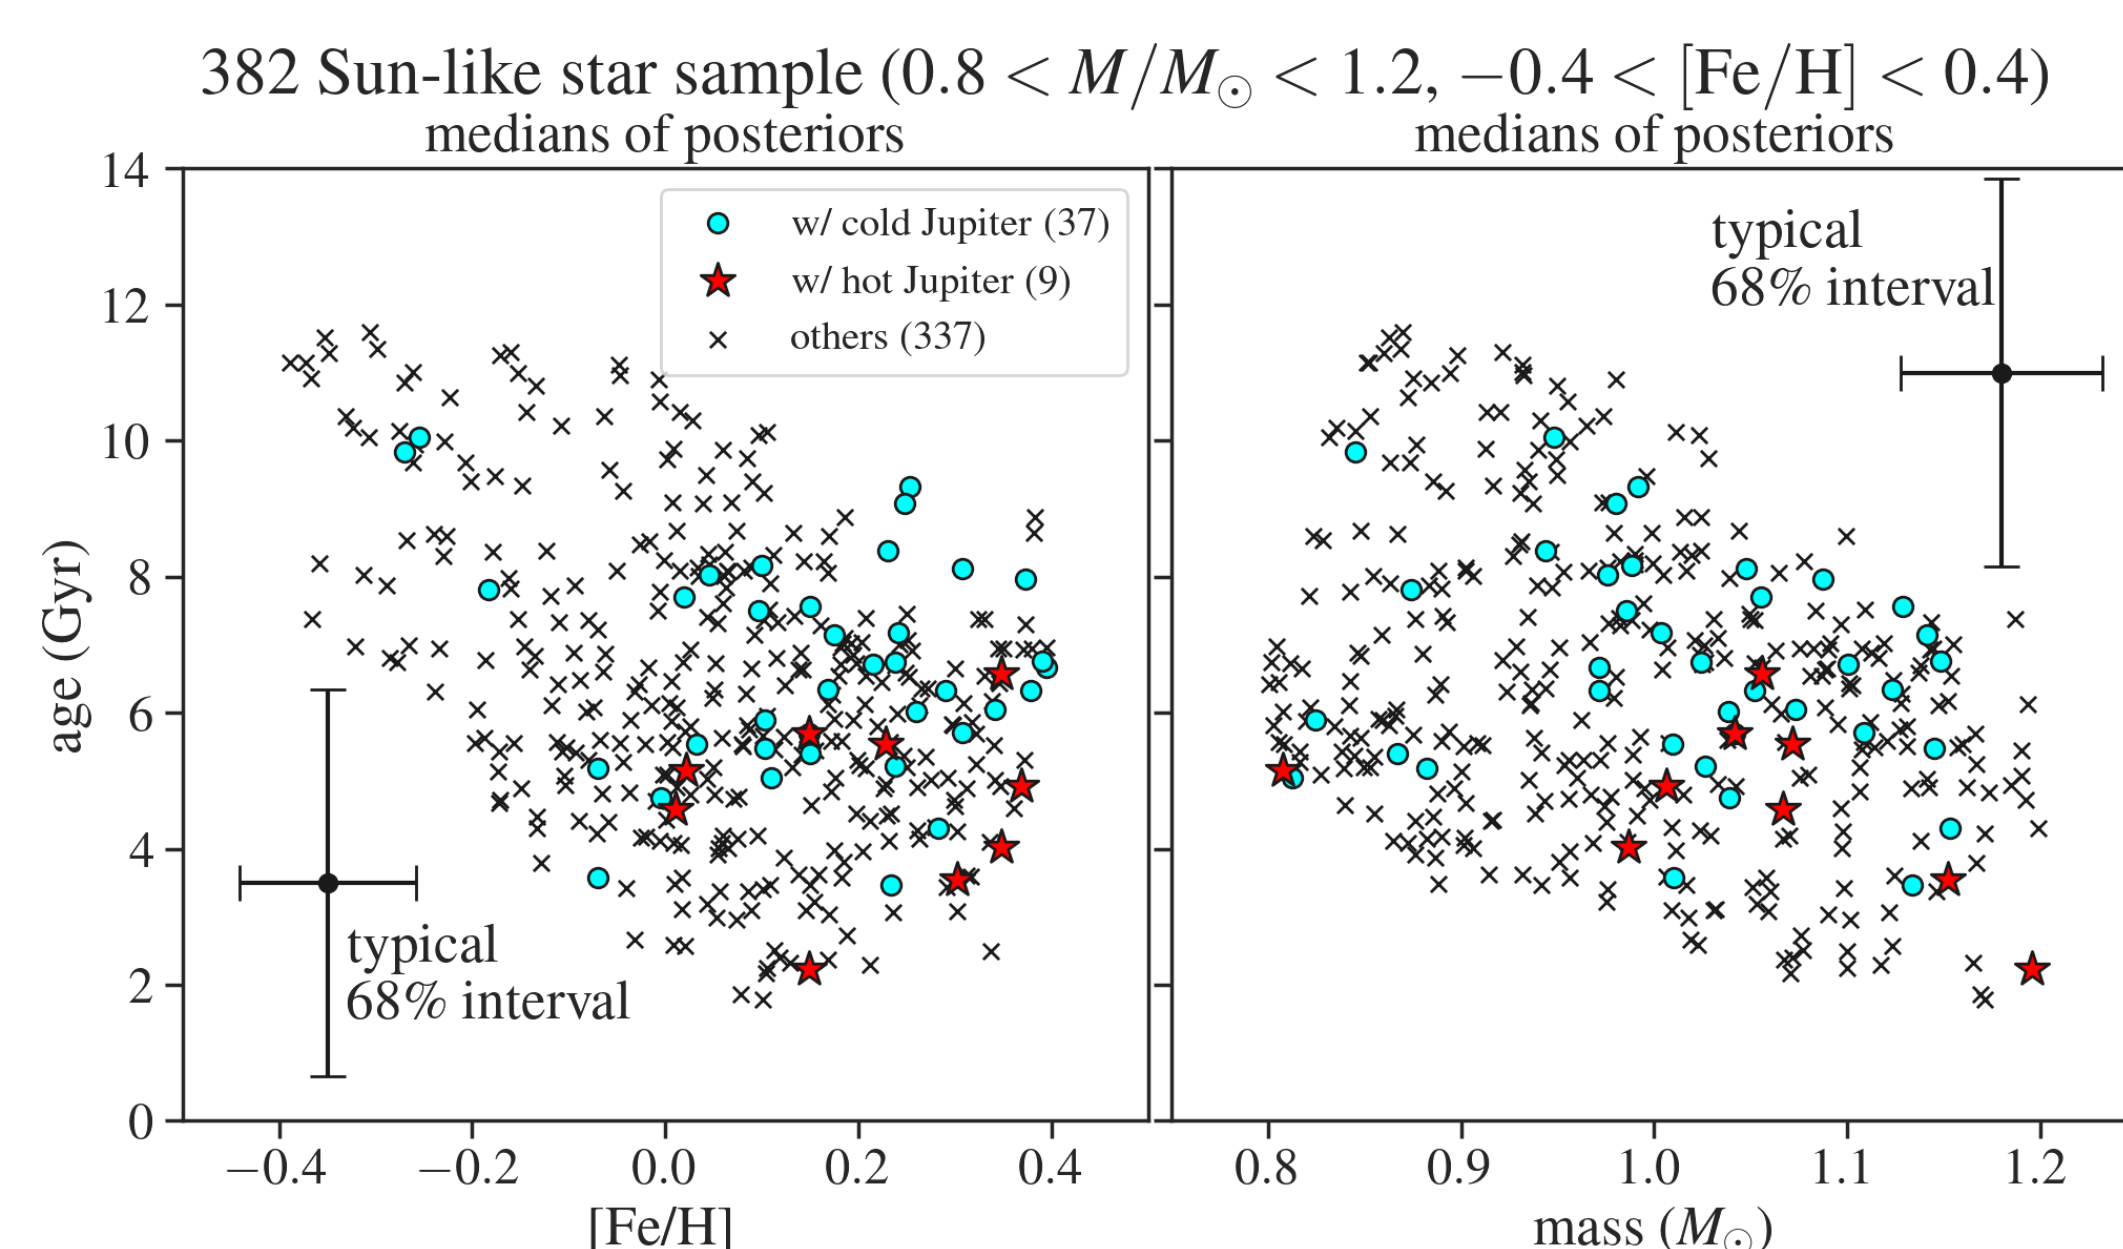 382 Sun-like star sample (0.8 < M/M☉ < 1.2, −0.4 < [Fe/H] < 0.4)
medians of posteriors
medians of posteriors
14
12
10
8
6
4
2
0
age (Gyr)
w/ cold Jupiter (37)
w/ hot Jupiter (9)
others (337)
typical
68% interval
typical
68% interval
−0.4 −0.2 0.0 0.2 0.4
[Fe/H]
0.8 0.9 1.0 1.1 1.2
mass (M☉)